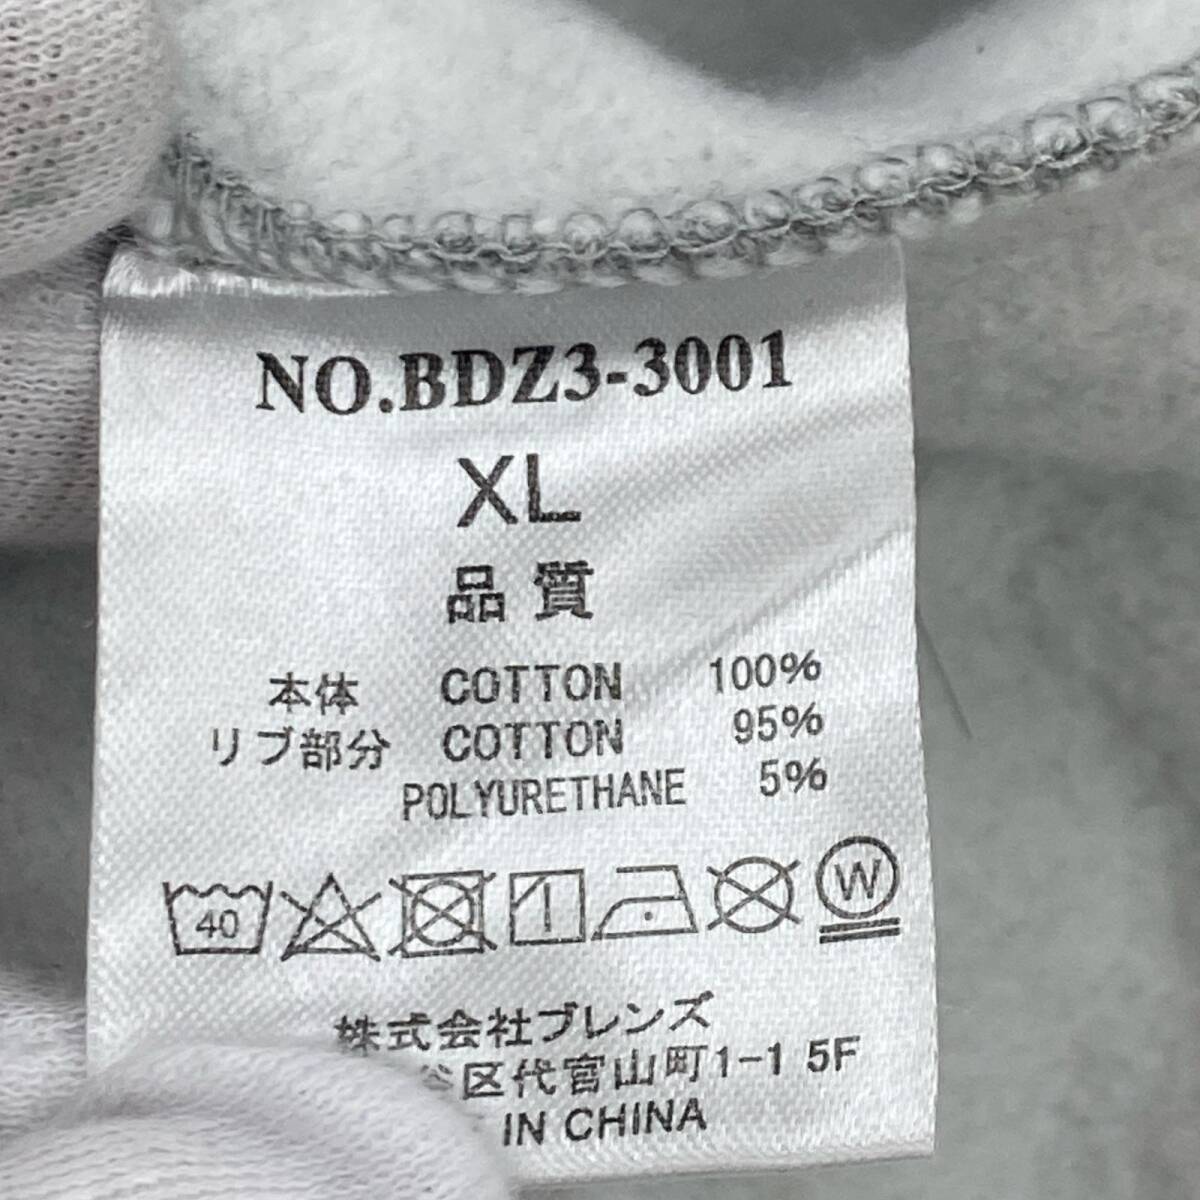 NO.BDZ3-3001
XL
品質
本体 COTTON 100%
リブ部分 COTTON 95%
POLYURETHANE 5%
40 W
株式会社ブレンズ
区代官山町1-1 5F
IN CHINA